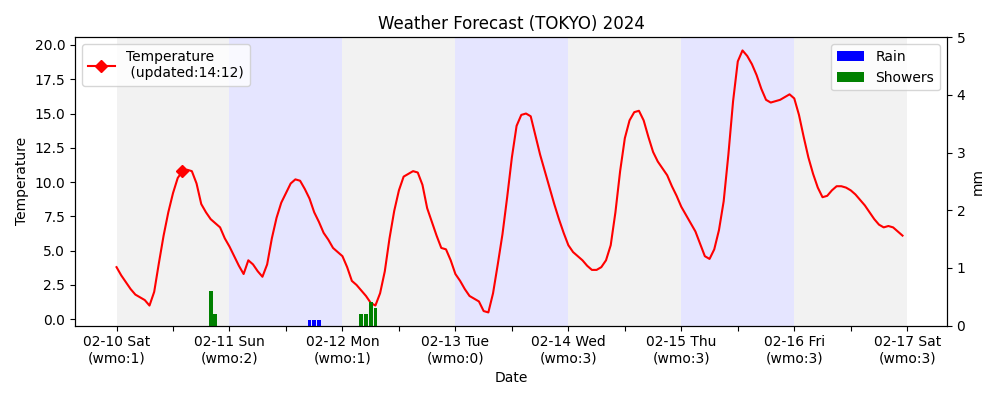 Weather Forecast (TOKYO) 2024
Temperature
(updated:14:12)
Rain
Showers
Temperature
20.0
17.5
15.0
12.5
10.0
7.5
5.0
2.5
0.0
5
4
3
2
1
0
mm
02-10 Sat 02-11 Sun 02-12 Mon 02-13 Tue 02-14 Wed 02-15 Thu 02-16 Fri 02-17 Sat
(wmo:1) (wmo:2) (wmo:1) (wmo:0) (wmo:3) (wmo:3) (wmo:3) (wmo:3)
Date